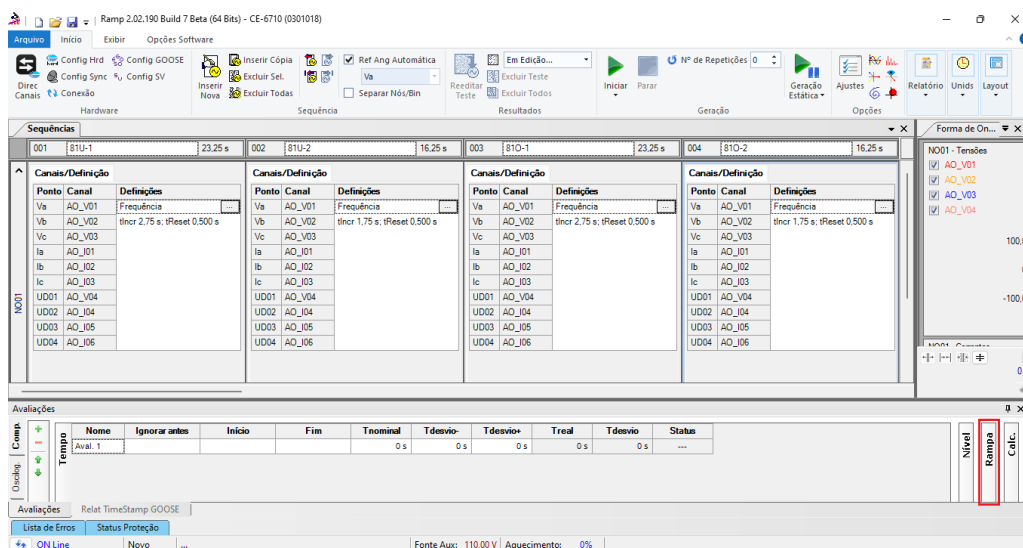 Ramp 2.02.190 Build 7 Beta (64 Bits) - CE-6710 (0301018)
Arquivo Início Exibir Opções Software
Direc Canais
Config Hrd Config GOOSE
Config Sync Config SV
Conexão
Hardware
Inserir Nova
Inserir Cópia
Excluir Sel.
Excluir Todas
Ref Ang Automática
Va
Separar Nós/Bin
Sequência
Reeditar Teste
Em Edição...
Excluir Teste
Excluir Todos
Resultados
Iniciar Parar
Nº de Repetições 0
Geração Estática
Geração
Ajustes
Opções
Relatório Unids Layout
Sequências
Forma de On...
001 81U-1 23,25 s 002 81U-2 16,25 s 003 81O-1 23,25 s 004 81O-2 16,25 s
Canais/Definição Canais/Definição Canais/Definição Canais/Definição
Ponto Canal Definições Ponto Canal Definições Ponto Canal Definições Ponto Canal Definições
Va AO_V01 Frequência ... Va AO_V01 Frequência ... Va AO_V01 Frequência ... Va AO_V01 Frequência ...
Vb AO_V02 tIncr 2,75 s; tReset 0,500 s Vb AO_V02 tIncr 1,75 s; tReset 0,500 s Vb AO_V02 tIncr 2,75 s; tReset 0,500 s Vb AO_V02 tIncr 1,75 s; tReset 0,500 s
Vc AO_V03 Vc AO_V03 Vc AO_V03 Vc AO_V03
Ia AO_I01 Ia AO_I01 Ia AO_I01 Ia AO_I01
Ib AO_I02 Ib AO_I02 Ib AO_I02 Ib AO_I02
Ic AO_I03 Ic AO_I03 Ic AO_I03 Ic AO_I03
UD01 AO_V04 UD01 AO_V04 UD01 AO_V04 UD01 AO_V04
UD02 AO_I04 UD02 AO_I04 UD02 AO_I04 UD02 AO_I04
UD03 AO_I05 UD03 AO_I05 UD03 AO_I05 UD03 AO_I05
UD04 AO_I06 UD04 AO_I06 UD04 AO_I06 UD04 AO_I06
NO01
NO01 - Tensões
AO_V01
AO_V02
AO_V03
AO_V04
100,
-100,
0
Avaliações
Comp.
Oscilog.
Tempo
Nome Ignorar antes Início Fim Tnominal Tdesvio- Tdesvio+ Treal Tdesvio Status
Aval. 1 0 s 0 s 0 s 0 s 0 s ---
Nível
Rampa
Calc.
Avaliações Relat TimeStamp GOOSE
Lista de Erros Status Proteção
ON Line Novo ... Fonte Aux: 110,00 V Aquecimento: 0%